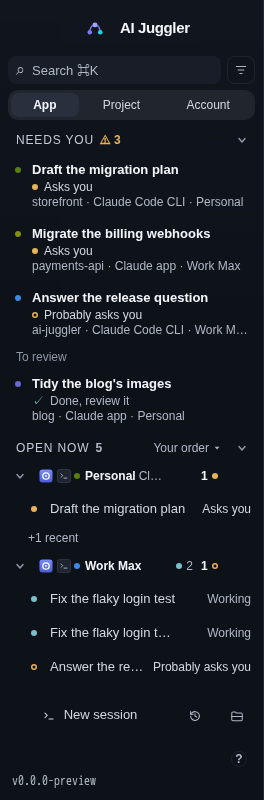 AI Juggler
Search ⌘K
App Project Account
NEEDS YOU 3
Draft the migration plan
Asks you
storefront · Claude Code CLI · Personal
Migrate the billing webhooks
Asks you
payments-api · Claude app · Work Max
Answer the release question
Probably asks you
ai-juggler · Claude Code CLI · Work M…
To review
Tidy the blog's images
✓ Done, review it
blog · Claude app · Personal
OPEN NOW 5 Your order
Personal Cl… 1
Draft the migration plan Asks you
+1 recent
Work Max 2 1
Fix the flaky login test Working
Fix the flaky login t… Working
Answer the re… Probably asks you
New session
?
v0.0.0-preview